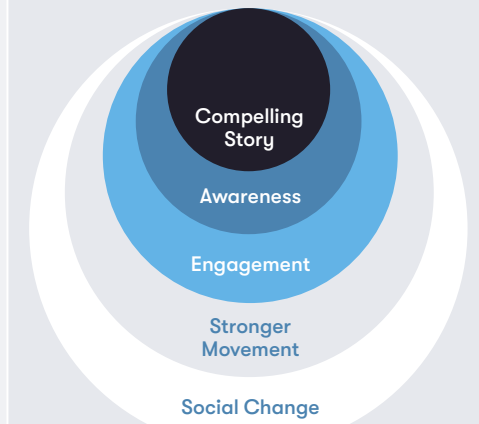 Compelling
Story
Awareness
Engagement
Stronger
Movement
Social Change